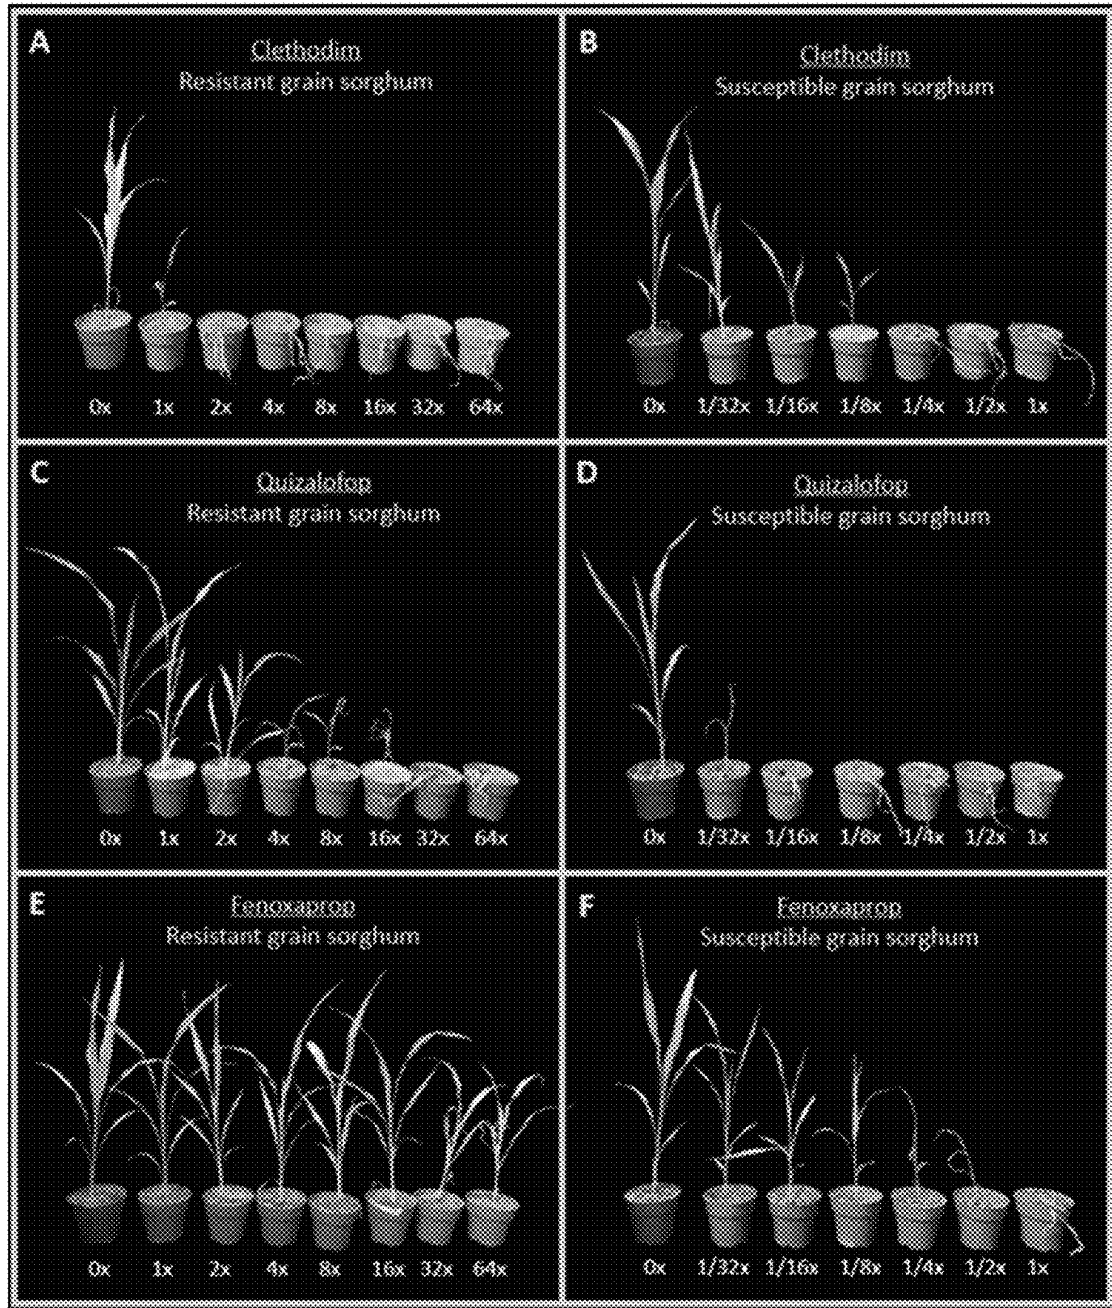 A
Clethodim
Resistant grain sorghum
0x 1x 2x 4x 8x 16x 32x 64x
B
Clethodim
Susceptible grain sorghum
0x 1/32x 1/16x 1/8x 1/4x 1/2x 1x
C
Quizalofop
Resistant grain sorghum
0x 1x 2x 4x 8x 16x 32x 64x
D
Quizalofop
Susceptible grain sorghum
0x 1/32x 1/16x 1/8x 1/4x 1/2x 1x
E
Fenoxaprop
Resistant grain sorghum
0x 1x 2x 4x 8x 16x 32x 64x
F
Fenoxaprop
Susceptible grain sorghum
0x 1/32x 1/16x 1/8x 1/4x 1/2x 1x